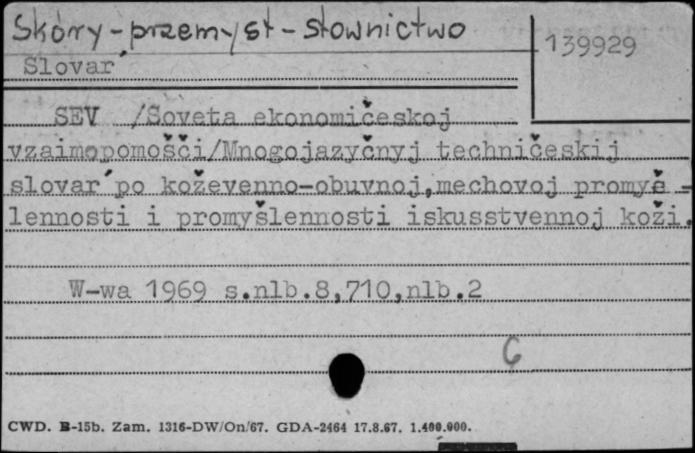 Skóry - przemysł - słownictwo
139929
Slovar´
SEV /Soveta ekonomičeskoj
vzaimopomošči/Mnogojazyčnyj techničeskij
slovar´po koževenno-obuvnoj,mechovoj promyš -
lennosti i promyšlennosti iskusstvennoj koži.
W-wa 1969 s.nlb.8,710,nlb.2
Ç
CWD. B-15b. Zam. 1316-DW/On/67. GDA-2464 17.8.67. 1.400.000.